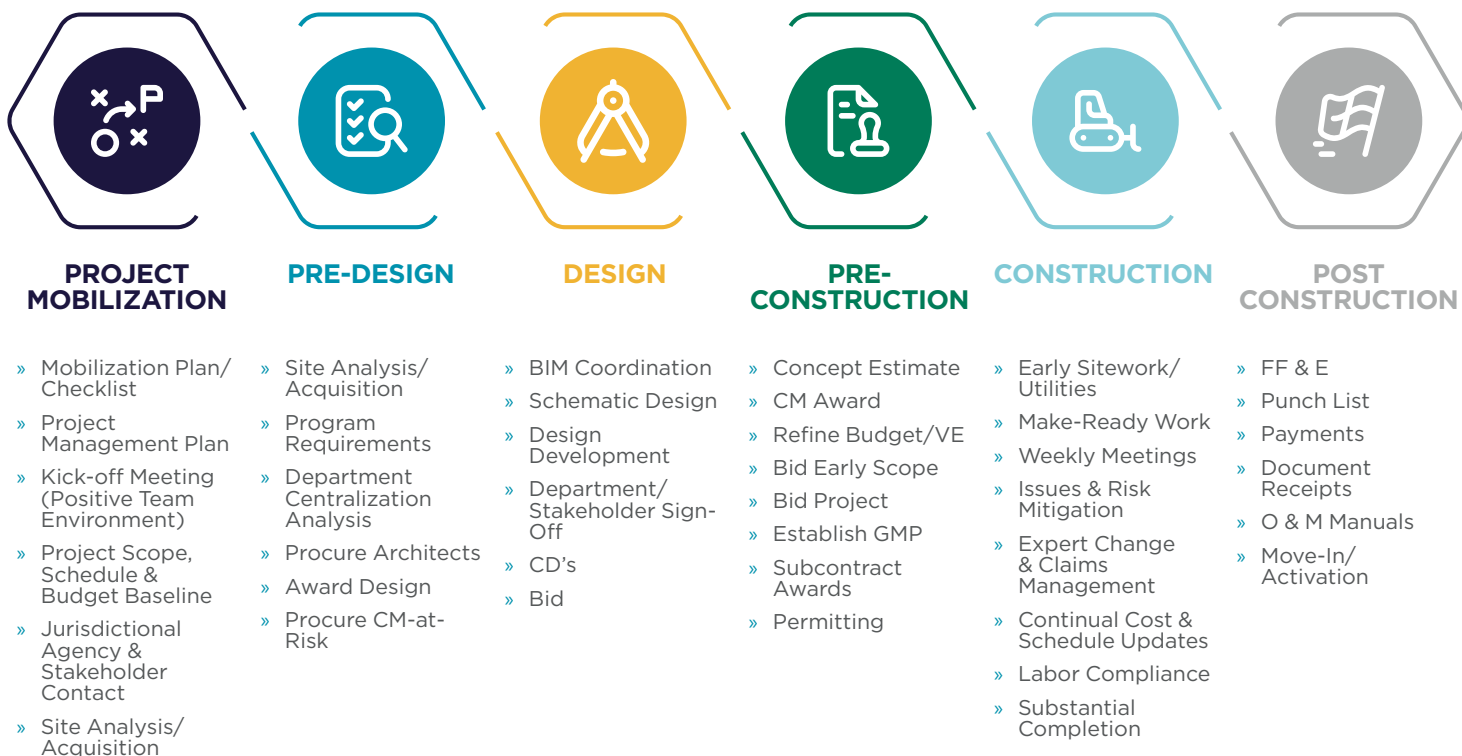 PROJECT
MOBILIZATION
» Mobilization Plan/
Checklist
» Project
Management Plan
» Kick-off Meeting
(Positive Team
Environment)
» Project Scope,
Schedule &
Budget Baseline
» Jurisdictional
Agency &
Stakeholder
Contact
» Site Analysis/
Acquisition
PRE-DESIGN
» Site Analysis/
Acquisition
» Program
Requirements
» Department
Centralization
Analysis
» Procure Architects
» Award Design
» Procure CM-at-
Risk
DESIGN
» BIM Coordination
» Schematic Design
» Design
Development
» Department/
Stakeholder Sign-
Off
» CD's
» Bid
PRE-
CONSTRUCTION
» Concept Estimate
» CM Award
» Refine Budget/VE
» Bid Early Scope
» Bid Project
» Establish GMP
» Subcontract
Awards
» Permitting
CONSTRUCTION
» Early Sitework/
Utilities
» Make-Ready Work
» Weekly Meetings
» Issues & Risk
Mitigation
» Expert Change
& Claims
Management
» Continual Cost &
Schedule Updates
» Labor Compliance
» Substantial
Completion
POST
CONSTRUCTION
» FF & E
» Punch List
» Payments
» Document
Receipts
» O & M Manuals
» Move-In/
Activation